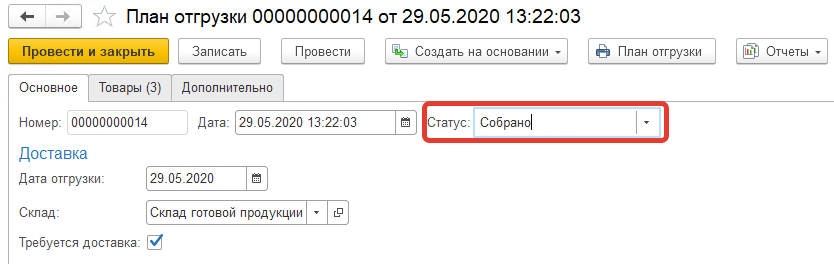 План отгрузки 00000000014 от 29.05.2020 13:22:03
Провести и закрыть Записать Провести Создать на основании План отгрузки Отчеты
Основное Товары (3) Дополнительно
Номер: 00000000014 Дата: 29.05.2020 13:22:03 Статус: Собрано
Доставка
Дата отгрузки: 29.05.2020
Склад: Склад готовой продукции
Требуется доставка: